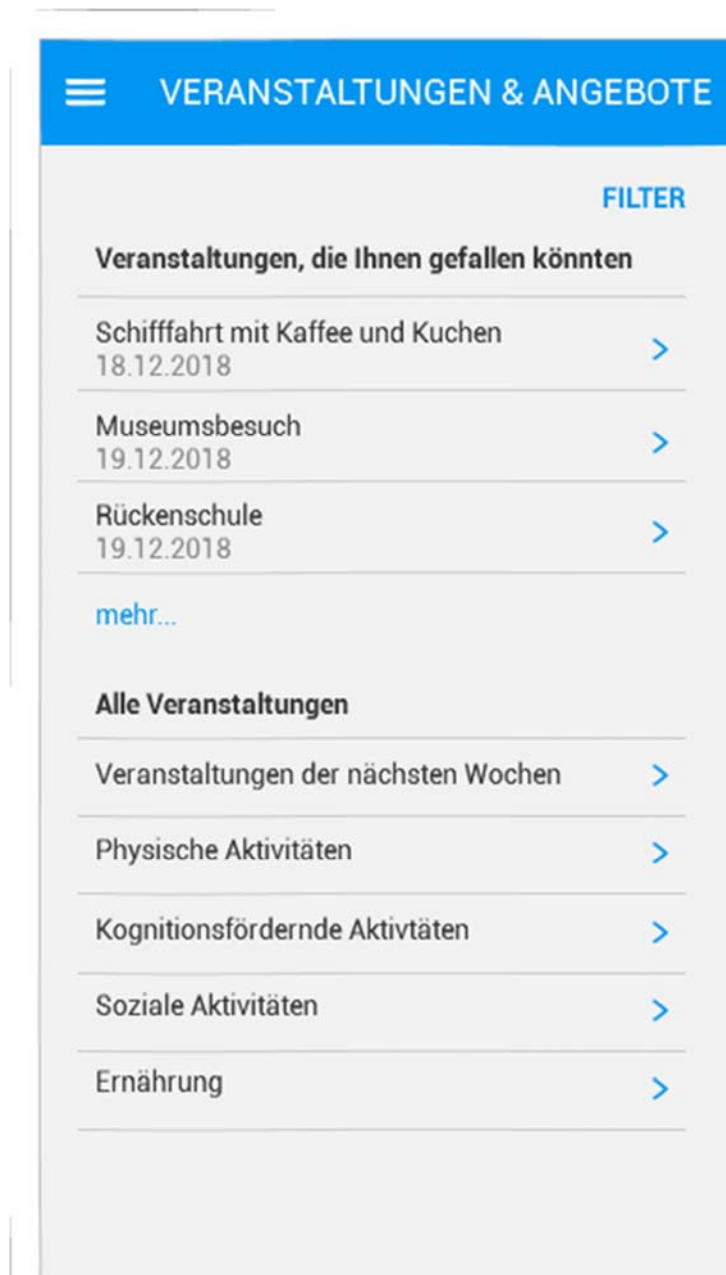 VERANSTALTUNGEN & ANGEBOTE
FILTER
Veranstaltungen, die Ihnen gefallen könnten
Schifffahrt mit Kaffee und Kuchen
18.12.2018
Museumsbesuch
19.12.2018
Rückenschule
19.12.2018
mehr...
Alle Veranstaltungen
Veranstaltungen der nächsten Wochen
Physische Aktivitäten
Kognitionsfördernde Aktivtäten
Soziale Aktivitäten
Ernährung